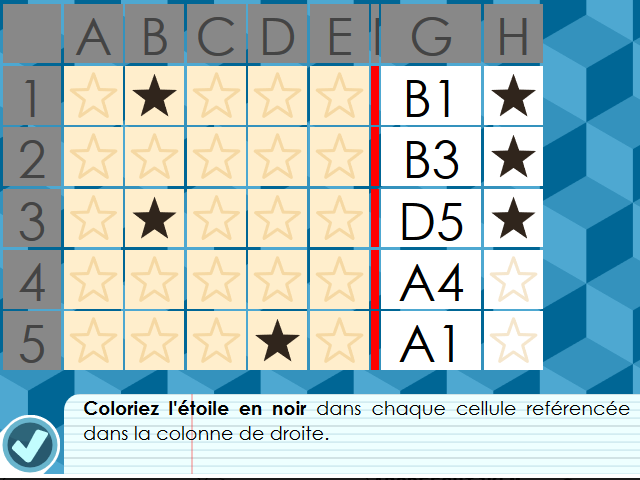 A B C D E G H
1 B1
2 B3
3 D5
4 A4
5 A1
Coloriez l'étoile en noir dans chaque cellule reférencée
dans la colonne de droite.